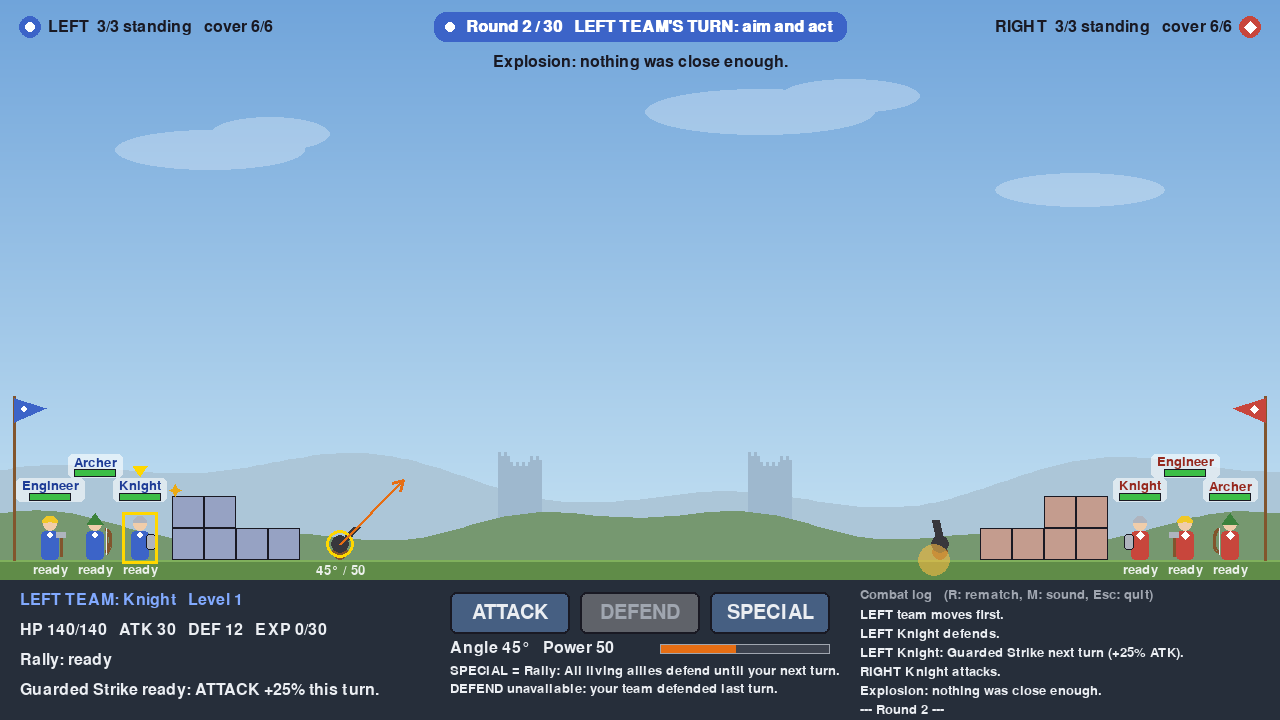 LEFT 3/3 standing cover 6/6
Round 2 / 30 LEFT TEAM'S TURN: aim and act
RIGHT 3/3 standing cover 6/6
Explosion: nothing was close enough.
Archer
Engineer
Knight
Engineer
Knight
Archer
ready
ready
ready
45° / 50
ready
ready
ready
LEFT TEAM: Knight Level 1
HP 140/140 ATK 30 DEF 12 EXP 0/30
Rally: ready
Guarded Strike ready: ATTACK +25% this turn.
ATTACK
DEFEND
SPECIAL
Angle 45° Power 50
SPECIAL = Rally: All living allies defend until your next turn.
DEFEND unavailable: your team defended last turn.
Combat log (R: rematch, M: sound, Esc: quit)
LEFT team moves first.
LEFT Knight defends.
LEFT Knight: Guarded Strike next turn (+25% ATK).
RIGHT Knight attacks.
Explosion: nothing was close enough.
--- Round 2 ---